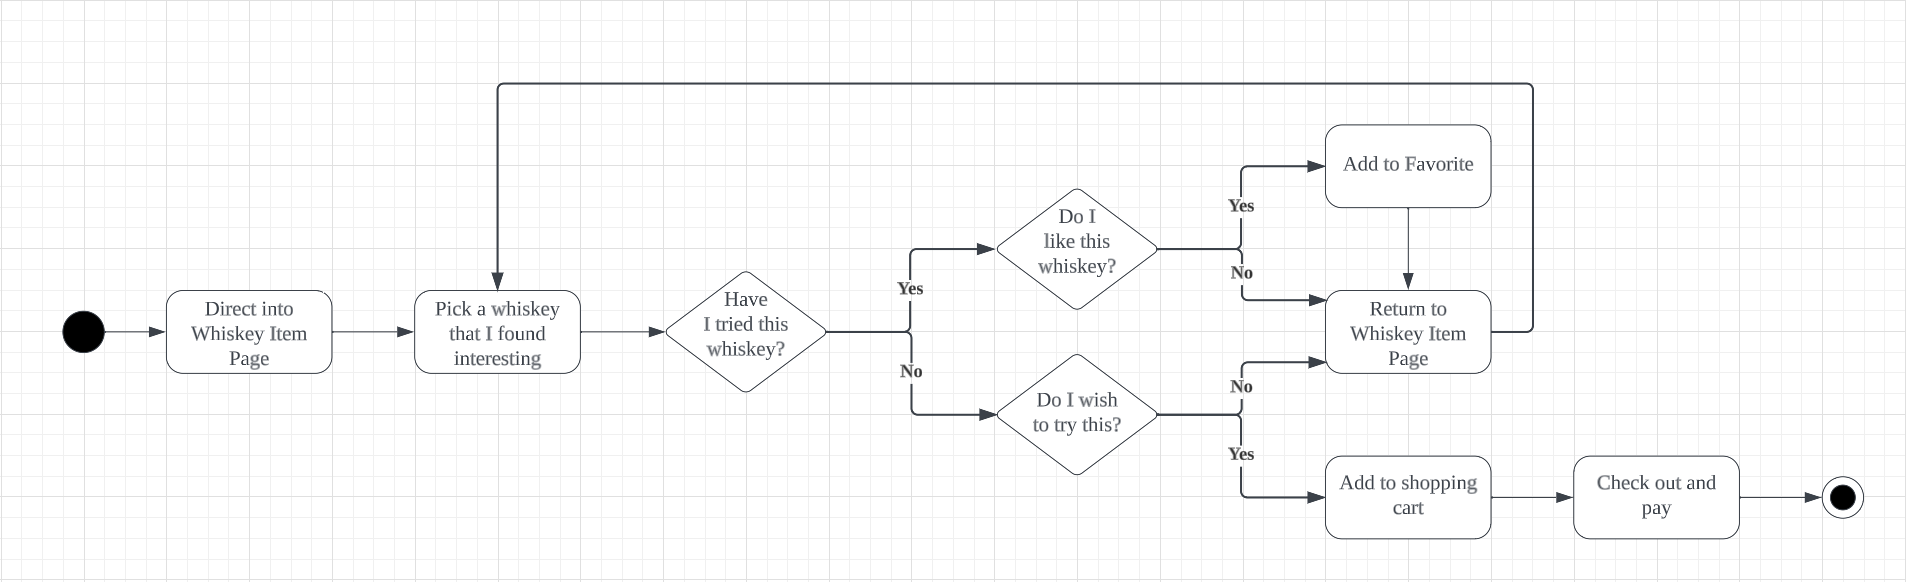 Direct into
Whiskey Item
Page
Pick a whiskey
that I found
interesting
Have
I tried this
whiskey?
Yes
No
Do I
like this
whiskey?
Do I wish
to try this?
Yes
No
No
Yes
Add to Favorite
Return to
Whiskey Item
Page
Add to shopping
cart
Check out and
pay